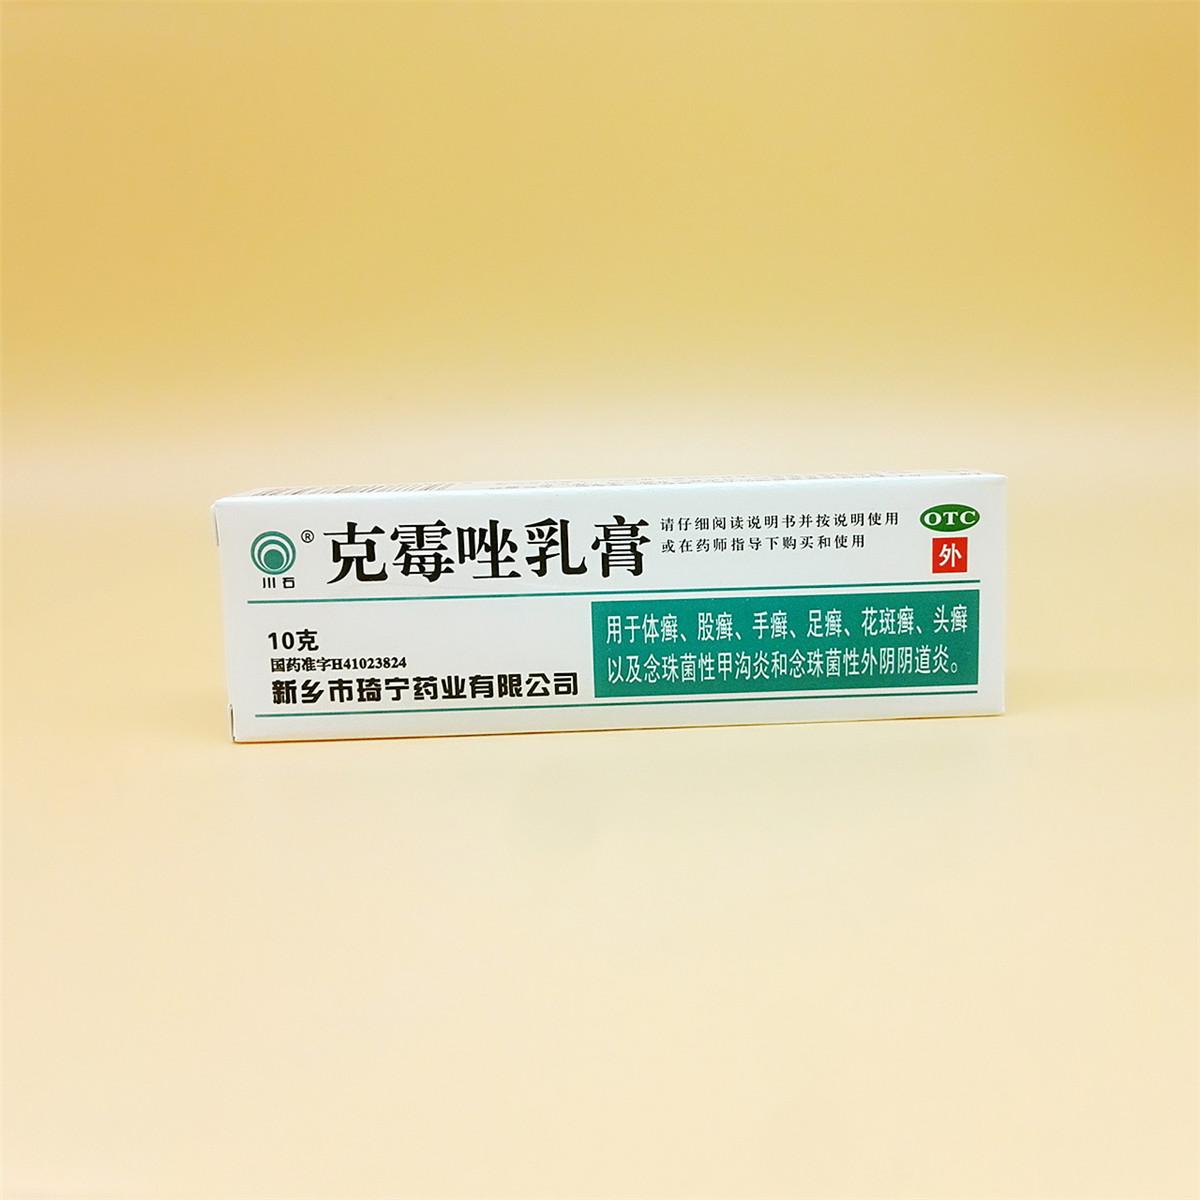 川石
®
克霉唑乳膏
请仔细阅读说明书并按说明使用
或在药师指导下购买和使用
OTC
外
10克
国药准字H41023824
新乡市琦宁药业有限公司
用于体癣、股癣、手癣、足癣、花斑癣、头癣
以及念珠菌性甲沟炎和念珠菌性外阴阴道炎。